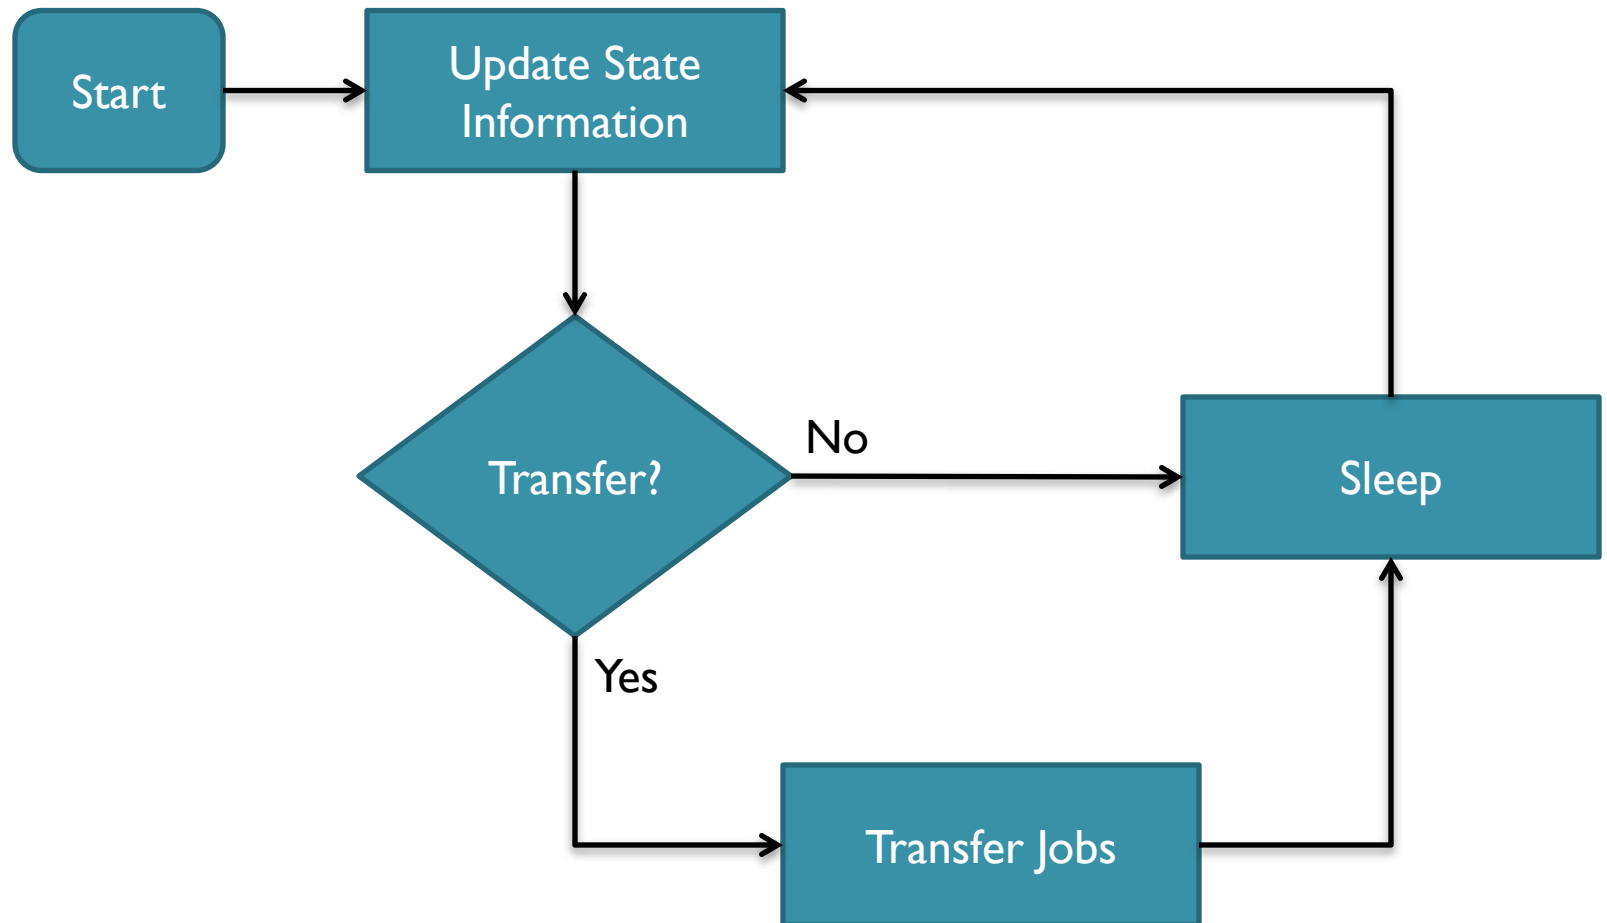 Start
Update State
Information
Transfer?
No
Sleep
Yes
Transfer Jobs